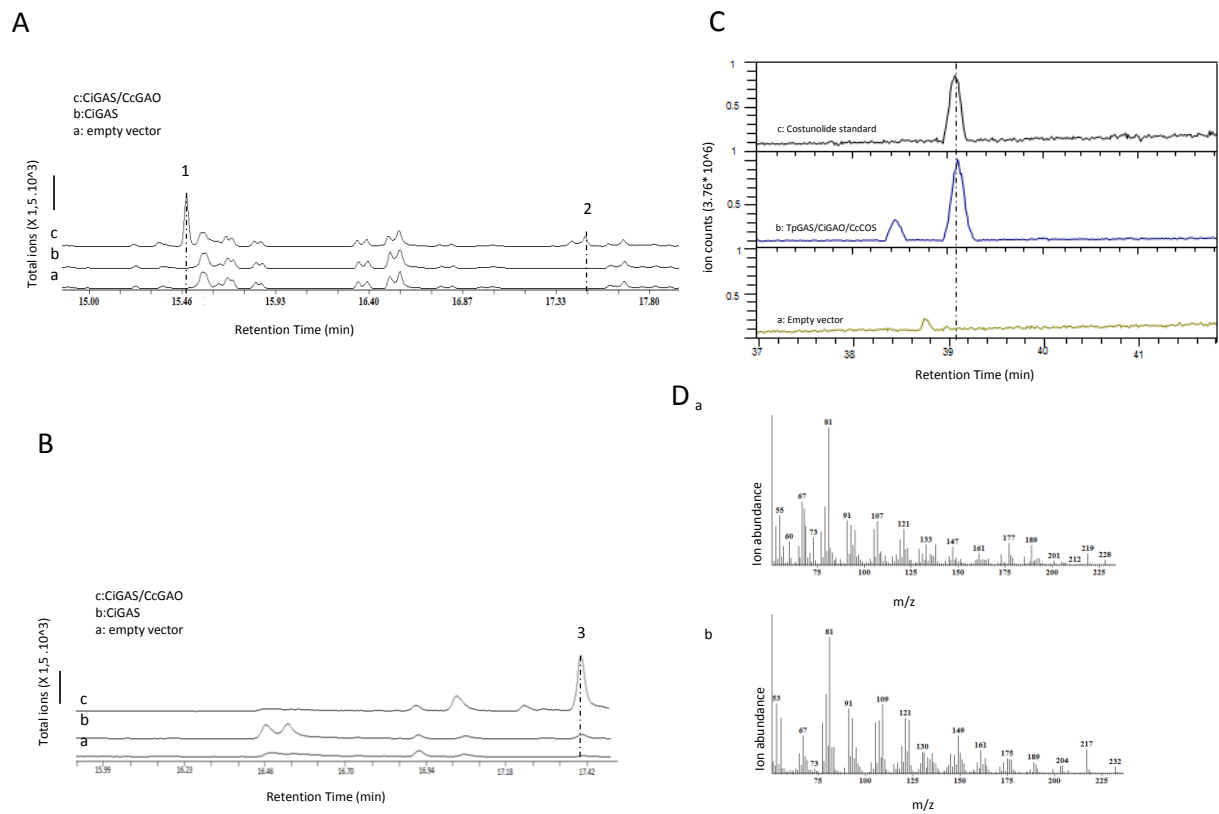 A
c:CiGAS/CcGAO
b:CiGAS
a: empty vector
Total ions (X 1,5 .10^3)
1
2
c
b
a
15.00 15.46 15.93 16.40 16.87 17.33 17.80
Retention Time (min)
B
c:CiGAS/CcGAO
b:CiGAS
a: empty vector
Total ions (X 1,5 .10^3)
3
c
b
a
15.99 16.23 16.46 16.70 16.94 17.18 17.42
Retention Time (min)
C
ion counts (3.76* 10^6)
1
0.5
c: Costunolide standard
1
0.5
b: TpGAS/CiGAO/CcCOS
1
0.5
a: Empty vector
37 38 39 40 41
Retention Time (min)
D
a
Ion abundance
55 60 67 73 81 91 107 121 133 147 161 177 189 201 212 219 228
75 100 125 150 175 200 225
m/z
b
Ion abundance
53 67 73 81 91 109 121 130 149 161 175 189 204 217 232
75 100 125 150 175 200 225
m/z